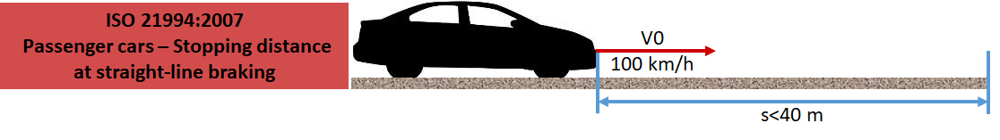 ISO 21994:2007
Passenger cars – Stopping distance
at straight-line braking
V0
100 km/h
s<40 m